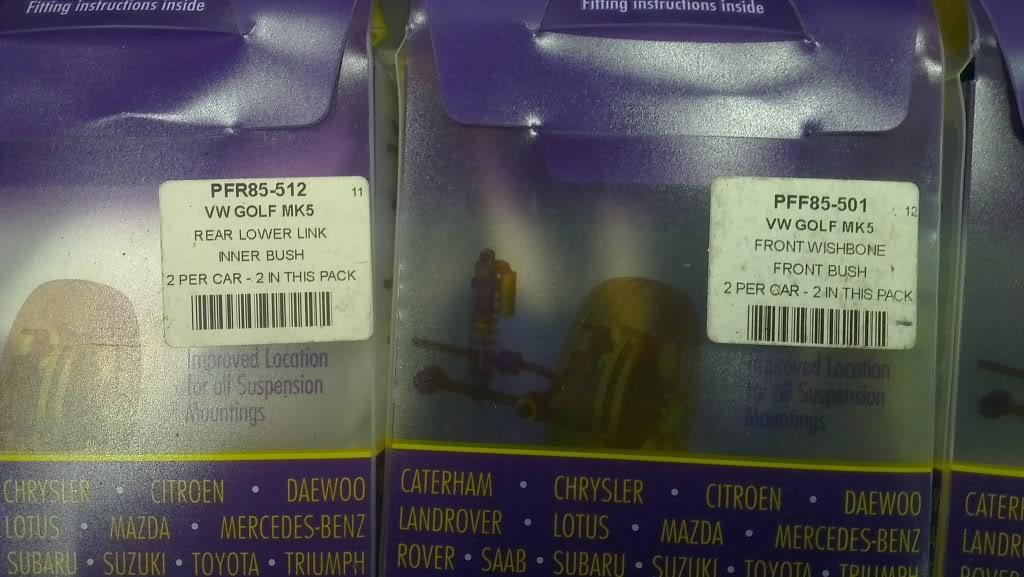 Fitting instructions inside
PFR85-512 11
VW GOLF MK5
REAR LOWER LINK
INNER BUSH
2 PER CAR - 2 IN THIS PACK
Improved Location
for all Suspension
Mountings
CHRYSLER • CITROEN • DAEWOO
LOTUS • MAZDA • MERCEDES-BENZ
SUBARU • SUZUKI • TOYOTA • TRIUMPH
Fitting instructions inside
PFF85-501 12
VW GOLF MK5
FRONT WISHBONE
FRONT BUSH
2 PER CAR - 2 IN THIS PACK
Improved Location
for all Suspension
Mountings
CATERHAM • CHRYSLER • CITROEN • DAEWOO
LANDROVER • LOTUS • MAZDA • MERCEDES-BENZ
ROVER • SAAB • SUBARU • SUZUKI • TOYOTA • TRIUMPH